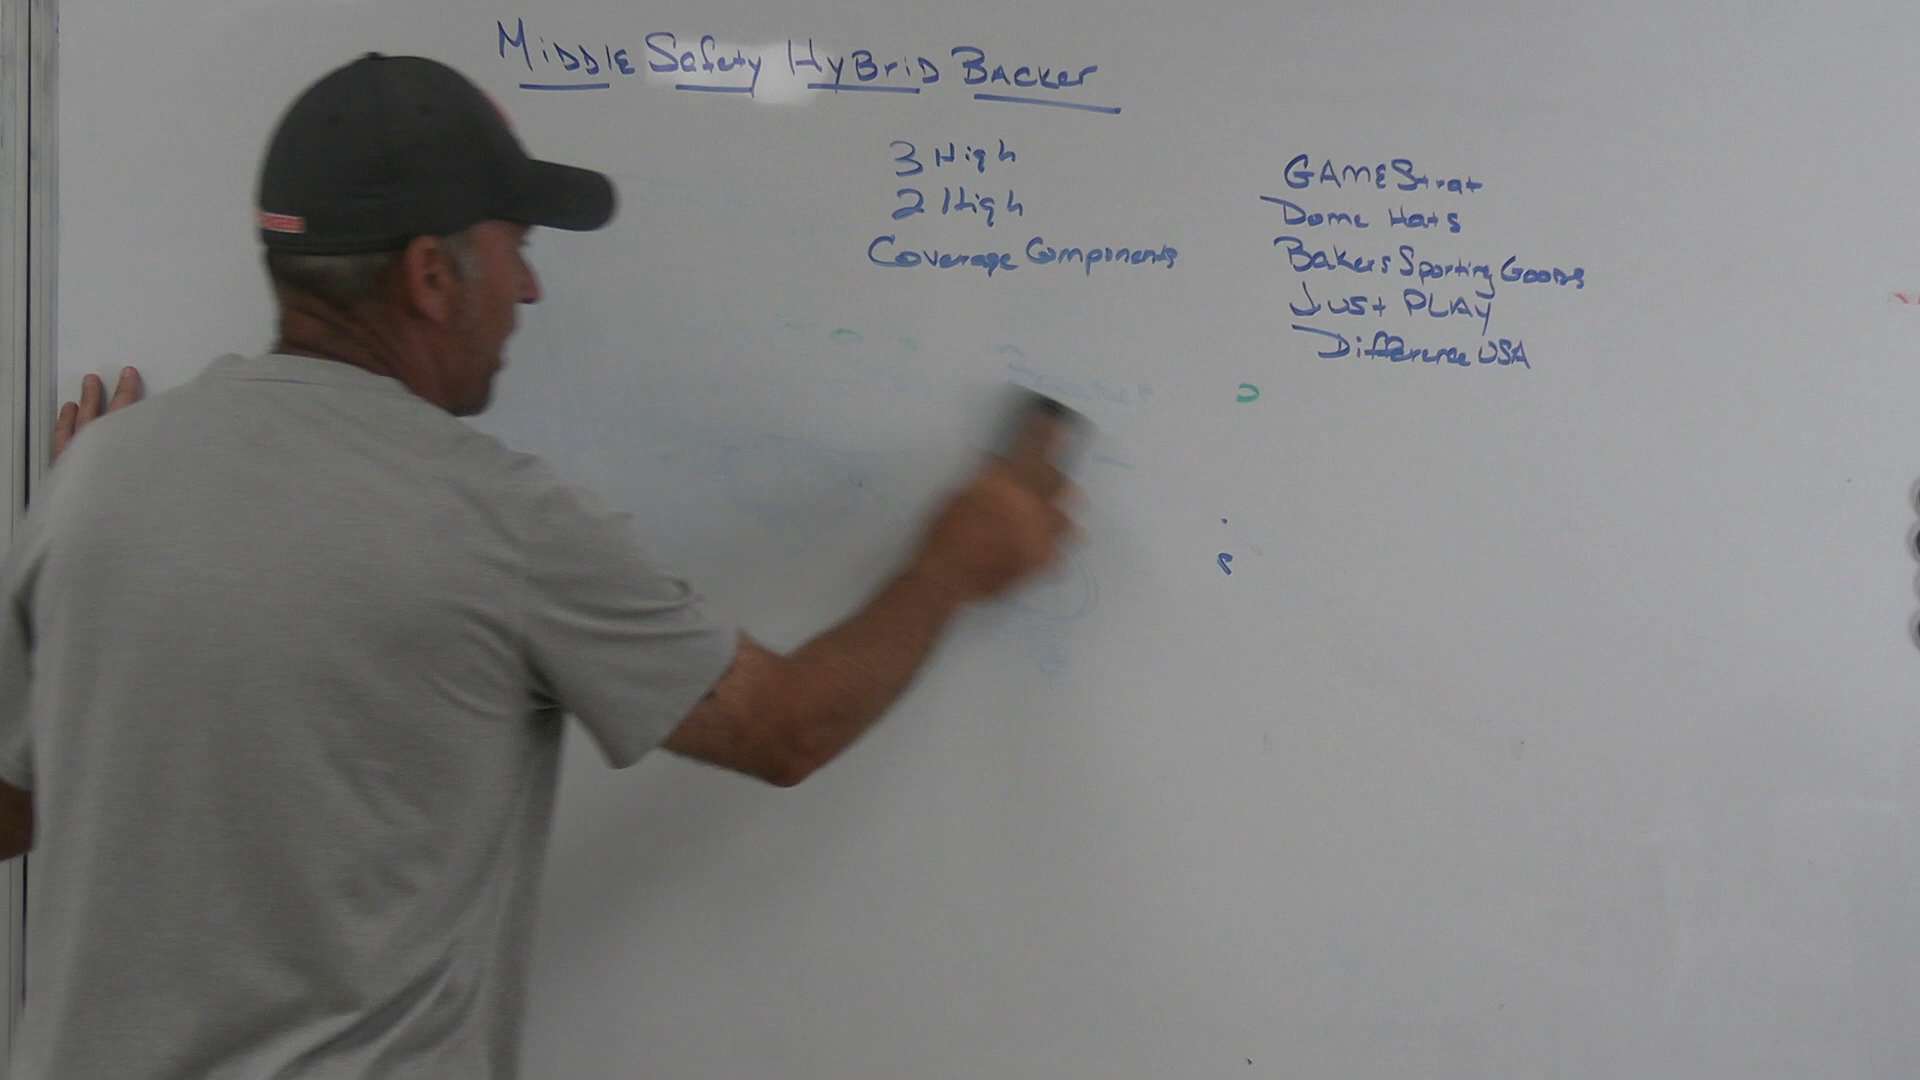 MiDDlE Safety HyBriD BAcker
3 High
2 High
Coverage Components
GAMEStrat
Dome Hats
Bakers Sporting Goods
Just PLAy
Difference USA